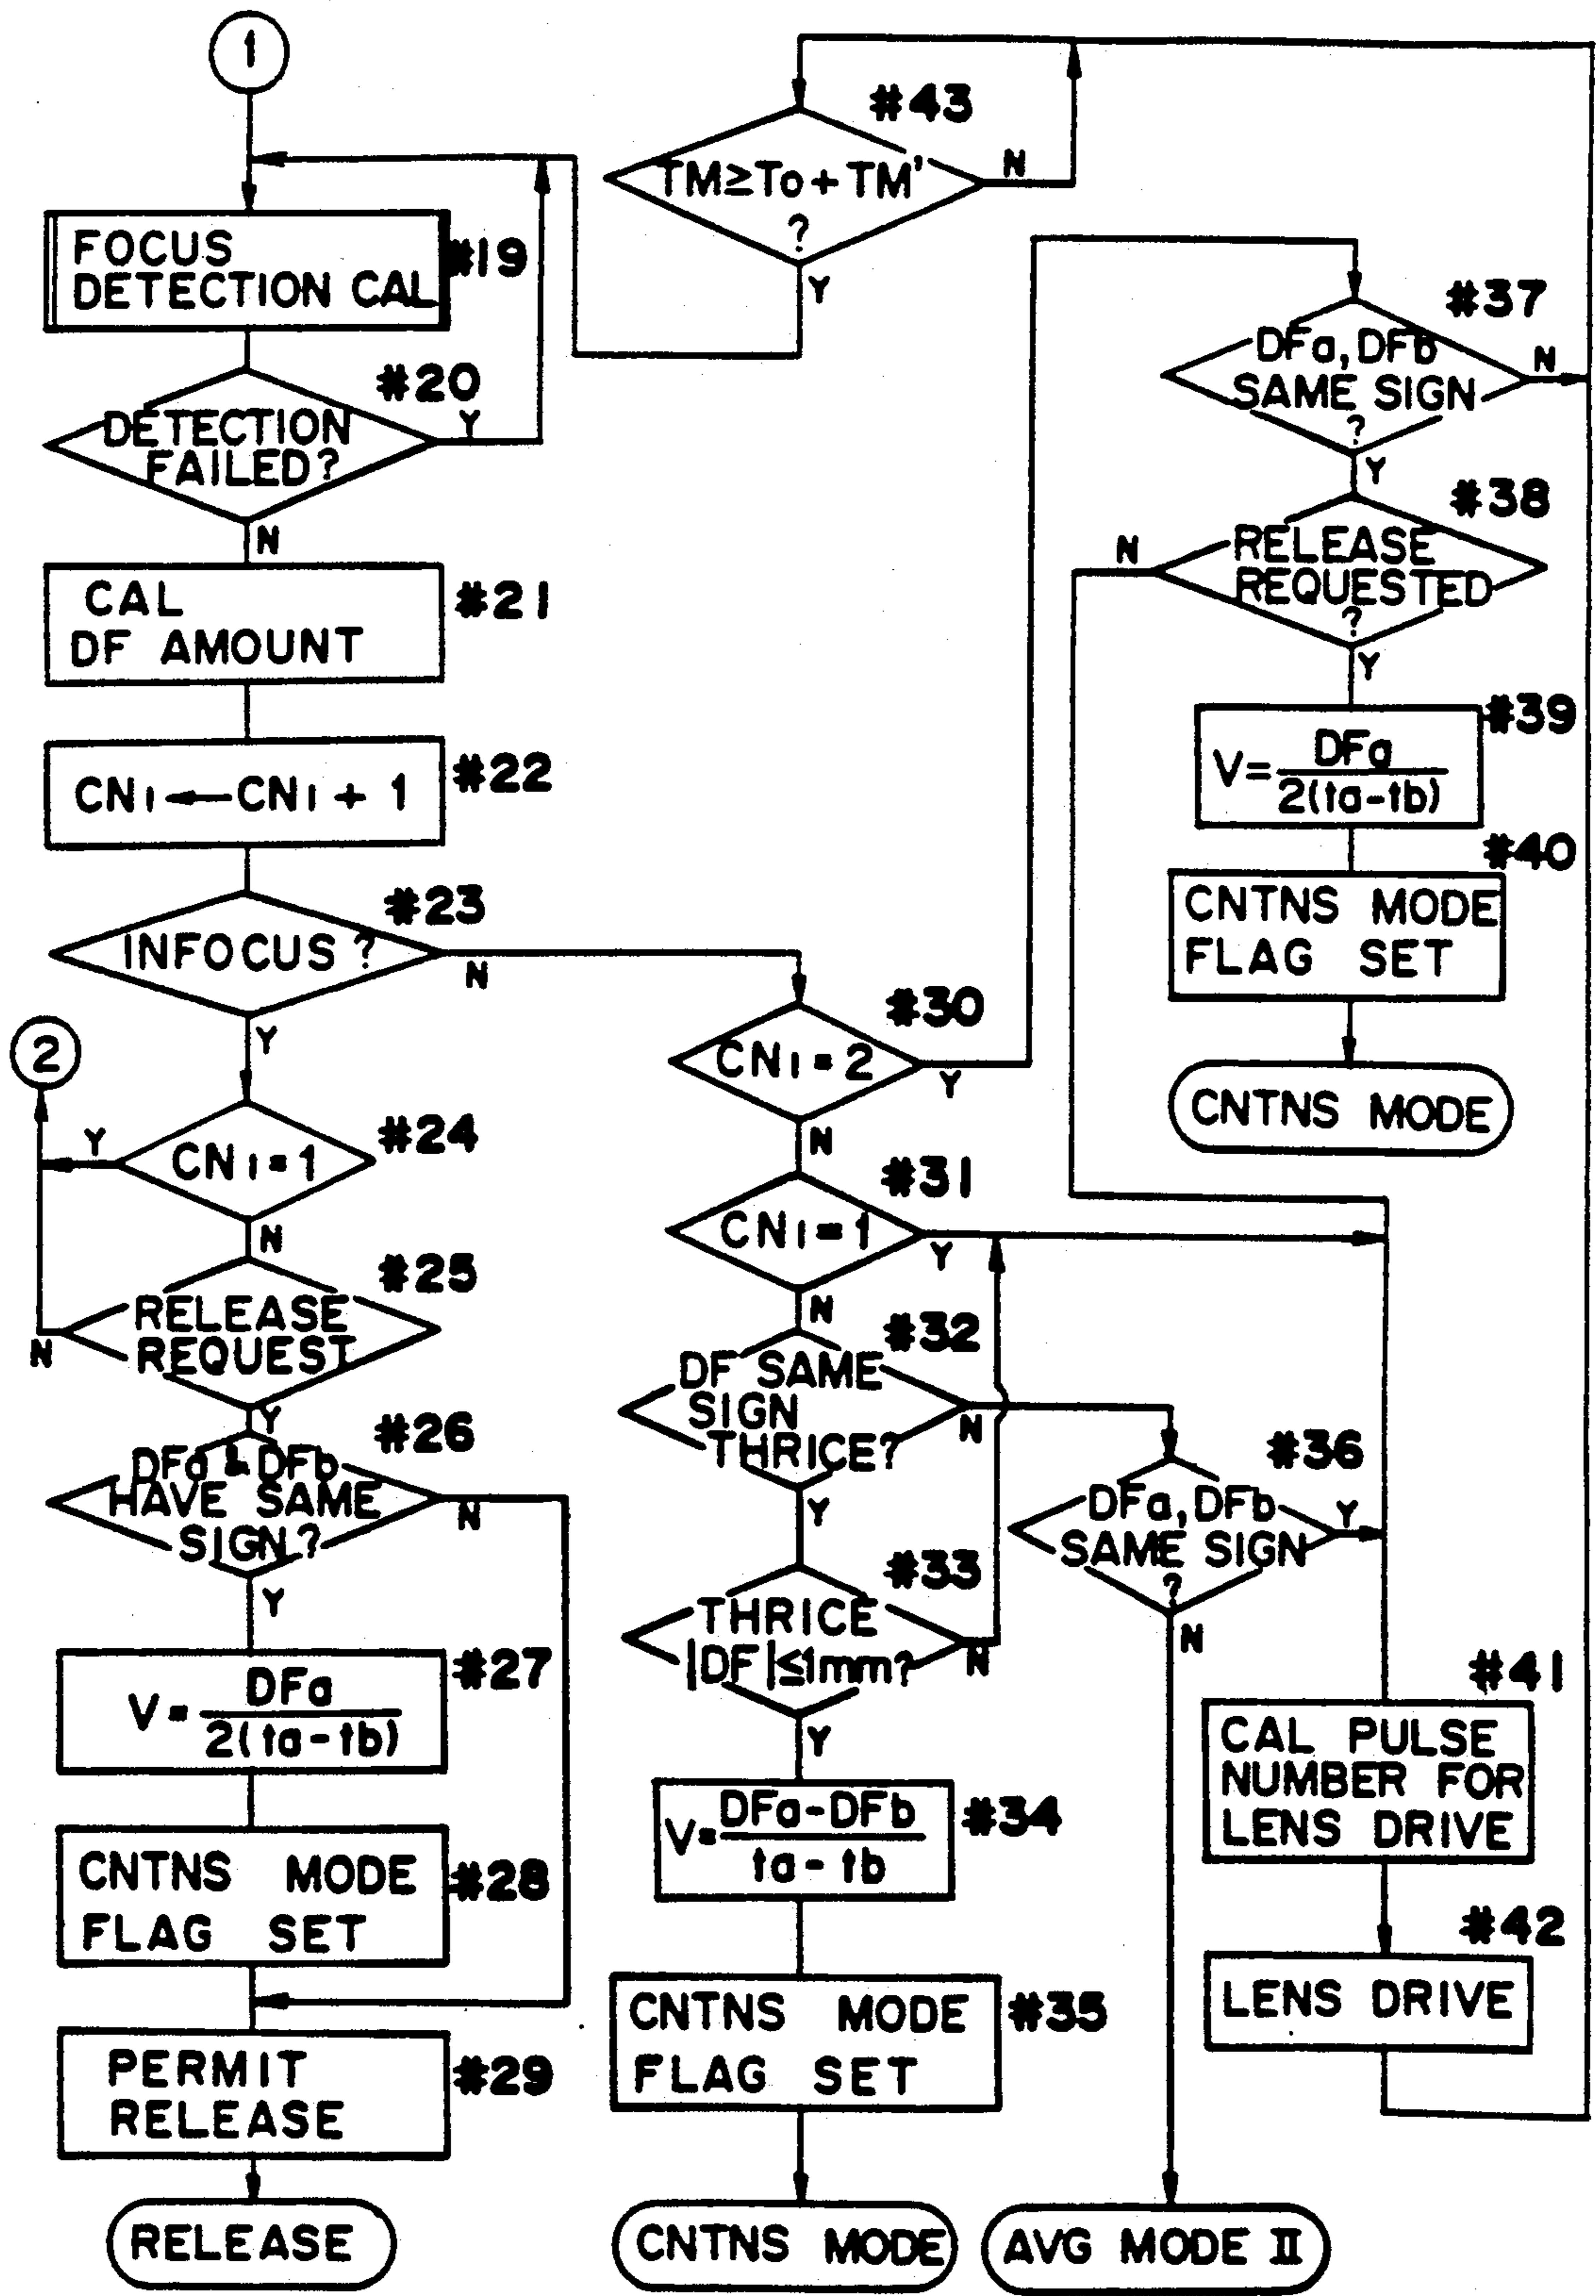 1
FOCUS
DETECTION CAL
#19
DETECTION
FAILED?
#20
Y
N
CAL
DF AMOUNT
#21
CN₁ ← CN₁ + 1
#22
INFOCUS ?
#23
N
Y
2
CN₁ = 1
#24
Y
N
RELEASE
REQUEST
#25
N
Y
DFa & DFb
HAVE SAME
SIGN?
#26
N
Y
V = DFa / 2(ta-tb)
#27
CNTNS MODE
FLAG SET
#28
PERMIT
RELEASE
#29
RELEASE
TM≥To + TM'
?
#43
N
Y
CN₁ = 2
#30
Y
N
CN₁ = 1
#31
Y
N
DF SAME
SIGN
THRICE?
#32
N
Y
THRICE
|DF|≤1mm?
#33
N
Y
V = DFa-DFb / ta-tb
#34
CNTNS MODE
FLAG SET
#35
CNTNS MODE
DFa, DFb
SAME SIGN
?
#36
Y
N
AVG MODE II
DFa, DFb
SAME SIGN
?
#37
N
Y
RELEASE
REQUESTED
?
#38
N
Y
V = DFa / 2(ta-tb)
#39
CNTNS MODE
FLAG SET
#40
CNTNS MODE
CAL PULSE
NUMBER FOR
LENS DRIVE
#41
LENS DRIVE
#42